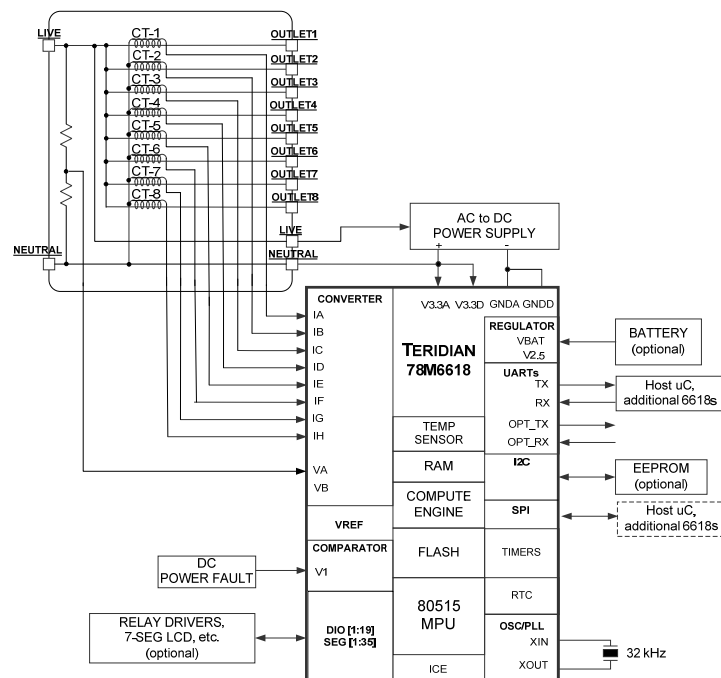 LIVE
CT-1
OUTLET1
CT-2
OUTLET2
CT-3
OUTLET3
CT-4
OUTLET4
CT-5
OUTLET5
CT-6
OUTLET6
CT-7
OUTLET7
CT-8
OUTLET8
LIVE
NEUTRAL
NEUTRAL
AC to DC
POWER SUPPLY
+ -
CONVERTER
IA
IB
IC
ID
IE
IF
IG
IH
VA
VB
VREF
COMPARATOR
V1
DIO [1:19]
SEG [1:35]
V3.3A V3.3D GNDA GNDD
TERIDIAN
78M6618
TEMP
SENSOR
RAM
COMPUTE
ENGINE
FLASH
80515
MPU
ICE
REGULATOR
VBAT
V2.5
UARTs
TX
RX
OPT_TX
OPT_RX
I2C
SPI
TIMERS
RTC
OSC/PLL
XIN
XOUT
BATTERY
(optional)
Host uC,
additional 6618s
EEPROM
(optional)
Host uC,
additional 6618s
32 kHz
DC
POWER FAULT
RELAY DRIVERS,
7-SEG LCD, etc.
(optional)